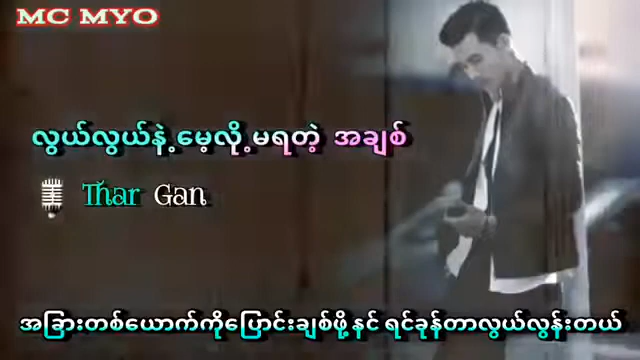 MC MYO
လွယ်လွယ်နဲ့မေ့လို့မရတဲ့ အချစ်
Thar Gan
အခြားတစ်ယောက်ကိုပြောင်းချစ်ဖို့နင် ရင်ခုန်တာလွယ်လွန်းတယ်